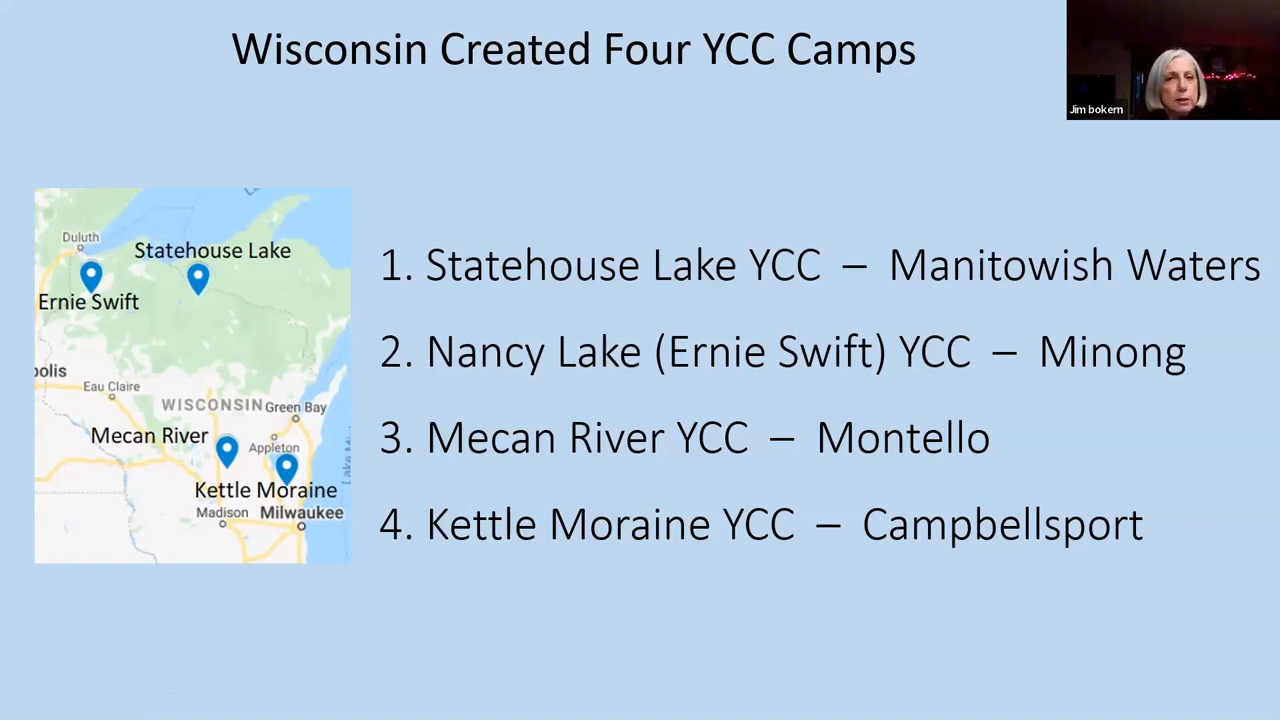 Wisconsin Created Four YCC Camps
Jim bokern
Duluth
Statehouse Lake
Ernie Swift
polis
Eau Claire
WISCONSIN
Green Bay
Mecan River
Appleton
Kettle Moraine
Madison
Milwaukee
Lake
1. Statehouse Lake YCC – Manitowish Waters
2. Nancy Lake (Ernie Swift) YCC – Minong
3. Mecan River YCC – Montello
4. Kettle Moraine YCC – Campbellsport